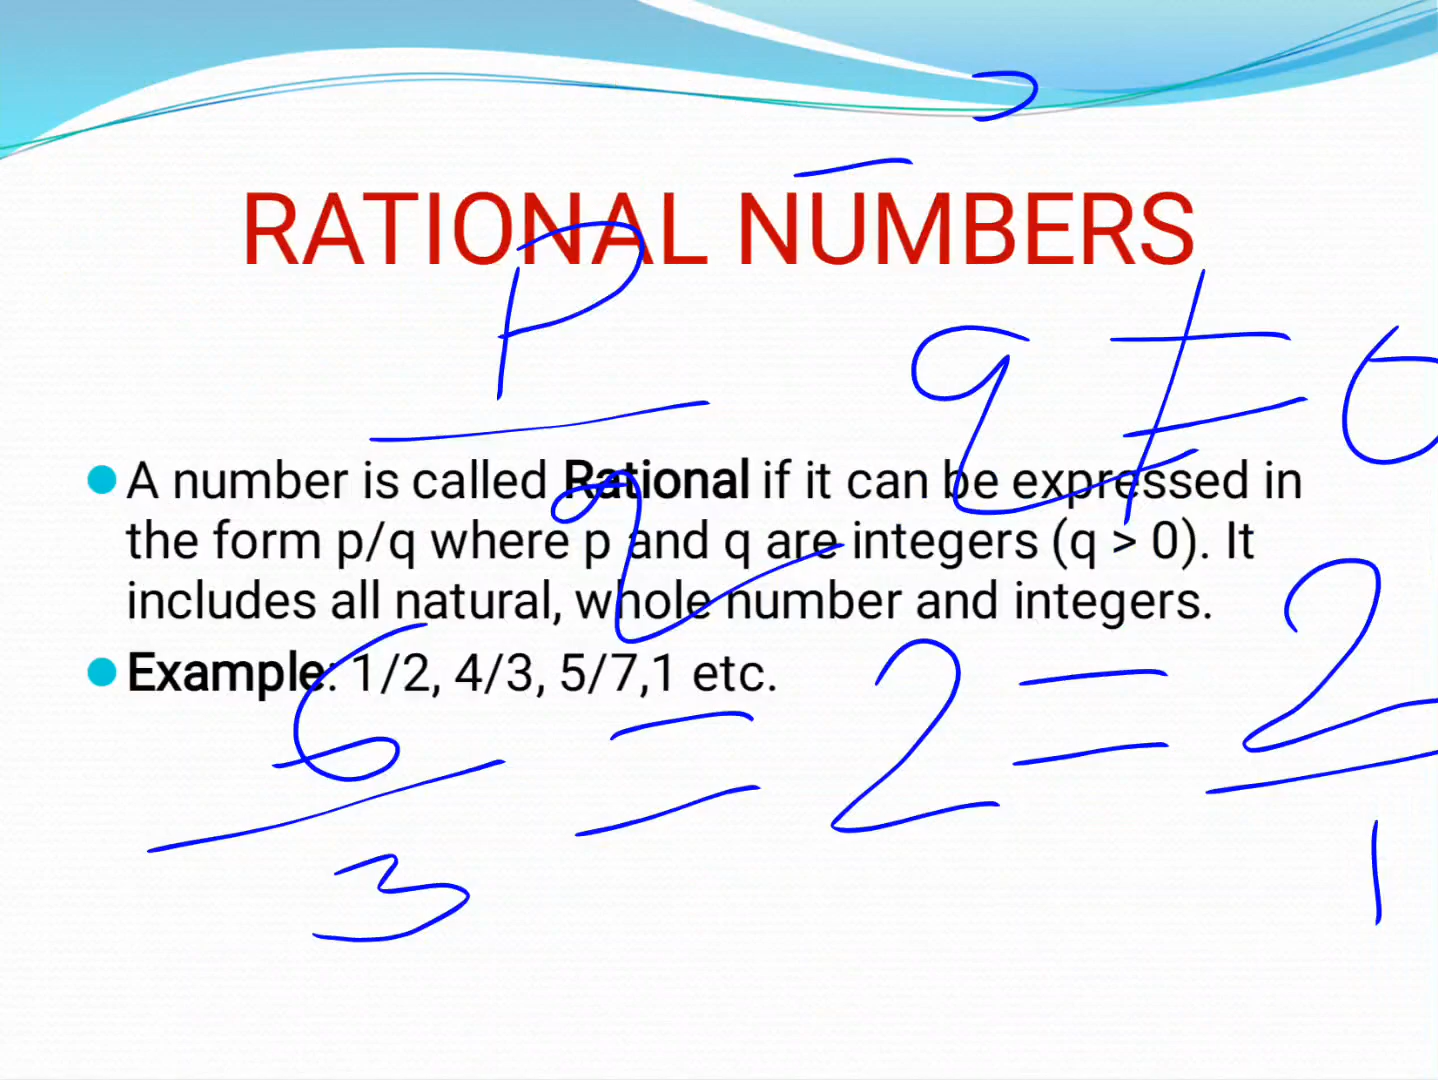 RATIONAL NUMBERS
p
q
q ≠ 0
A number is called Rational if it can be expressed in
the form p/q where p and q are integers (q > 0). It
includes all natural, whole number and integers.
Example: 1/2, 4/3, 5/7,1 etc.
6/3 = 2 = 2/1